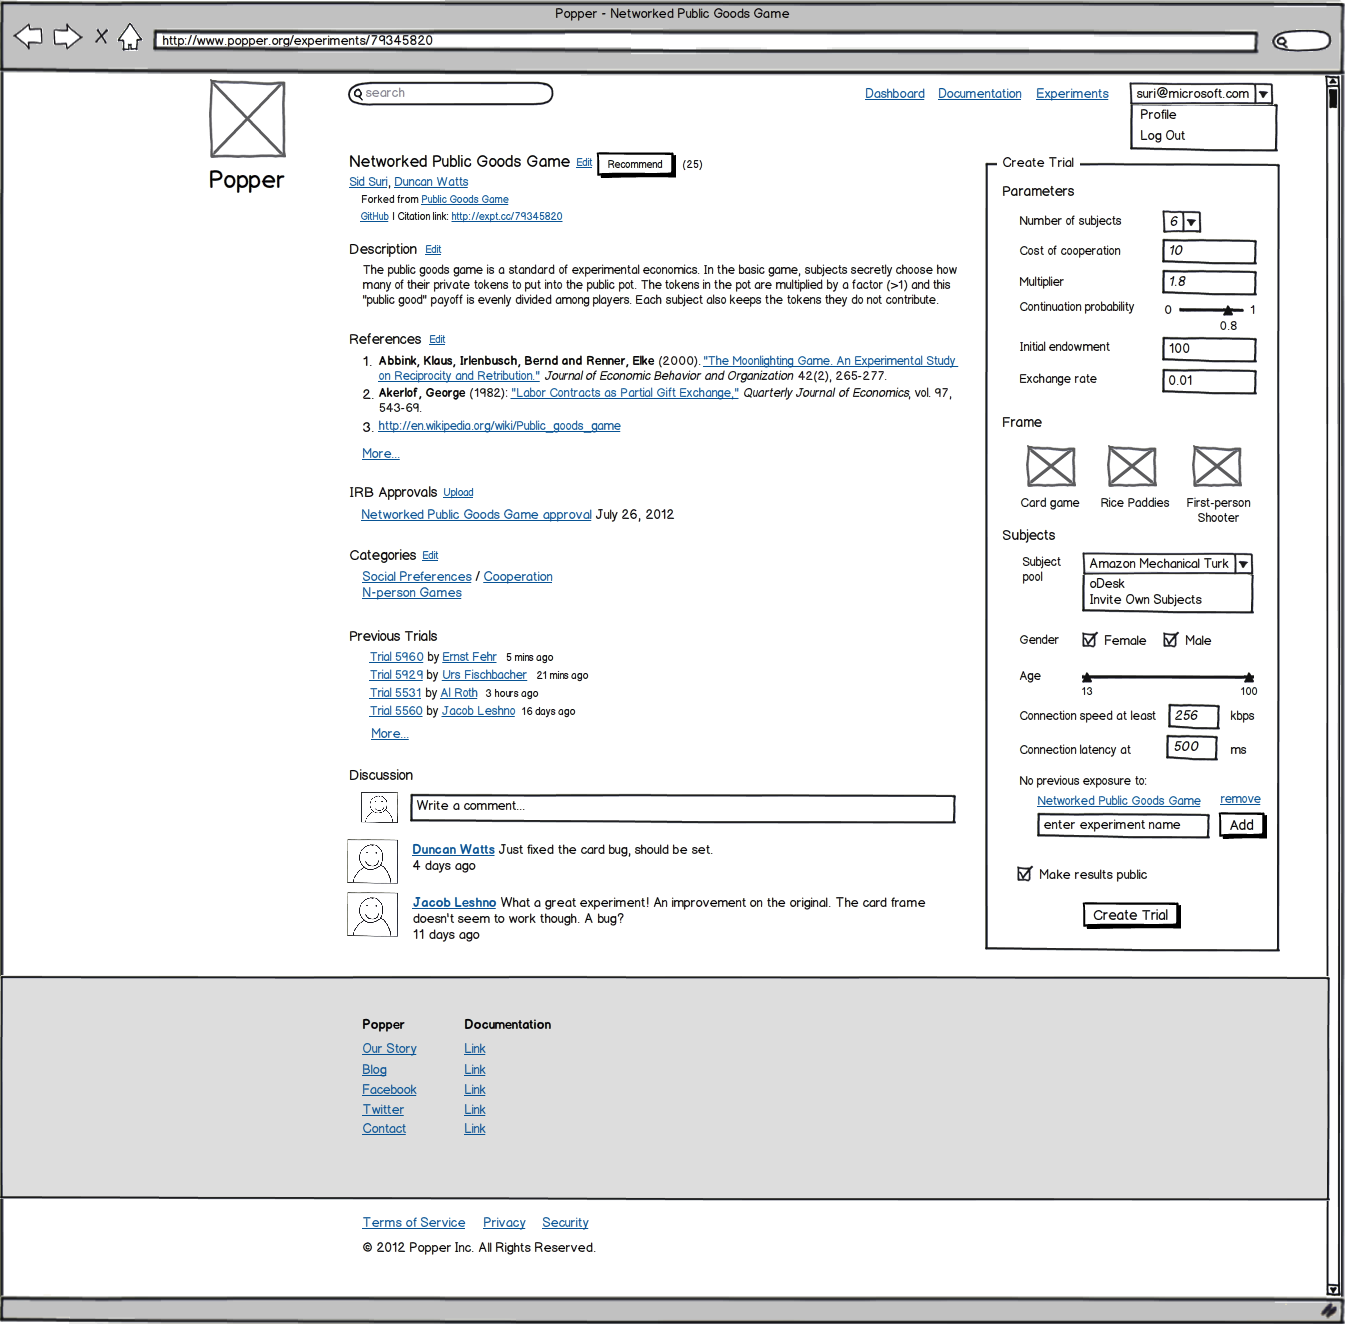 Popper - Networked Public Goods Game
http://www.popper.org/experiments/79345820
Popper
search
Dashboard Documentation Experiments
suri@microsoft.com
Profile
Log Out
Networked Public Goods Game Edit Recommend (25)
Sid Suri, Duncan Watts
Forked from Public Goods Game
GitHub | Citation link: http://expt.cc/79345820
Description Edit
The public goods game is a standard of experimental economics. In the basic game, subjects secretly choose how
many of their private tokens to put into the public pot. The tokens in the pot are multiplied by a factor (>1) and this
"public good" payoff is evenly divided among players. Each subject also keeps the tokens they do not contribute.
References Edit
1. Abbink, Klaus, Irlenbusch, Bernd and Renner, Elke (2000). "The Moonlighting Game. An Experimental Study
on Reciprocity and Retribution." Journal of Economic Behavior and Organization 42(2), 265-277.
2. Akerlof, George (1982): "Labor Contracts as Partial Gift Exchange," Quarterly Journal of Economics, vol. 97,
543-69.
3. http://en.wikipedia.org/wiki/Public_goods_game
More...
IRB Approvals Upload
Networked Public Goods Game approval July 26, 2012
Categories Edit
Social Preferences / Cooperation
N-person Games
Previous Trials
Trial 5960 by Ernst Fehr 5 mins ago
Trial 5929 by Urs Fischbacher 21 mins ago
Trial 5531 by Al Roth 3 hours ago
Trial 5560 by Jacob Leshno 16 days ago
More...
Discussion
Write a comment...
Duncan Watts Just fixed the card bug, should be set.
4 days ago
Jacob Leshno What a great experiment! An improvement on the original. The card frame
doesn't seem to work though. A bug?
11 days ago
Create Trial
Parameters
Number of subjects 6
Cost of cooperation 10
Multiplier 1.8
Continuation probability 0 1
0.8
Initial endowment 100
Exchange rate 0.01
Frame
Card game Rice Paddies First-person
Shooter
Subjects
Subject Amazon Mechanical Turk
pool oDesk
Invite Own Subjects
Gender Female Male
Age
13 100
Connection speed at least 256 kbps
Connection latency at 500 ms
No previous exposure to:
Networked Public Goods Game remove
enter experiment name Add
Make results public
Create Trial
Popper Documentation
Our Story Link
Blog Link
Facebook Link
Twitter Link
Contact Link
Terms of Service Privacy Security
© 2012 Popper Inc. All Rights Reserved.